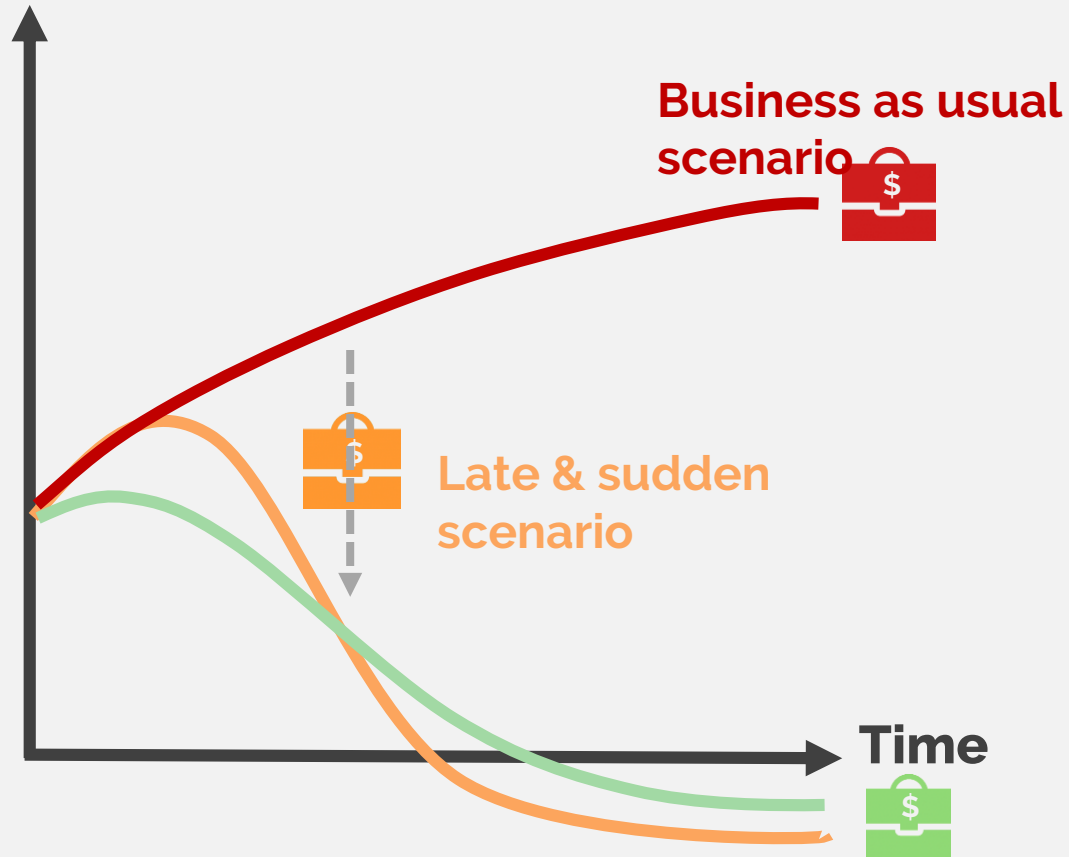 Business as usual
scenario
$
$
Late & sudden
scenario
Time
$